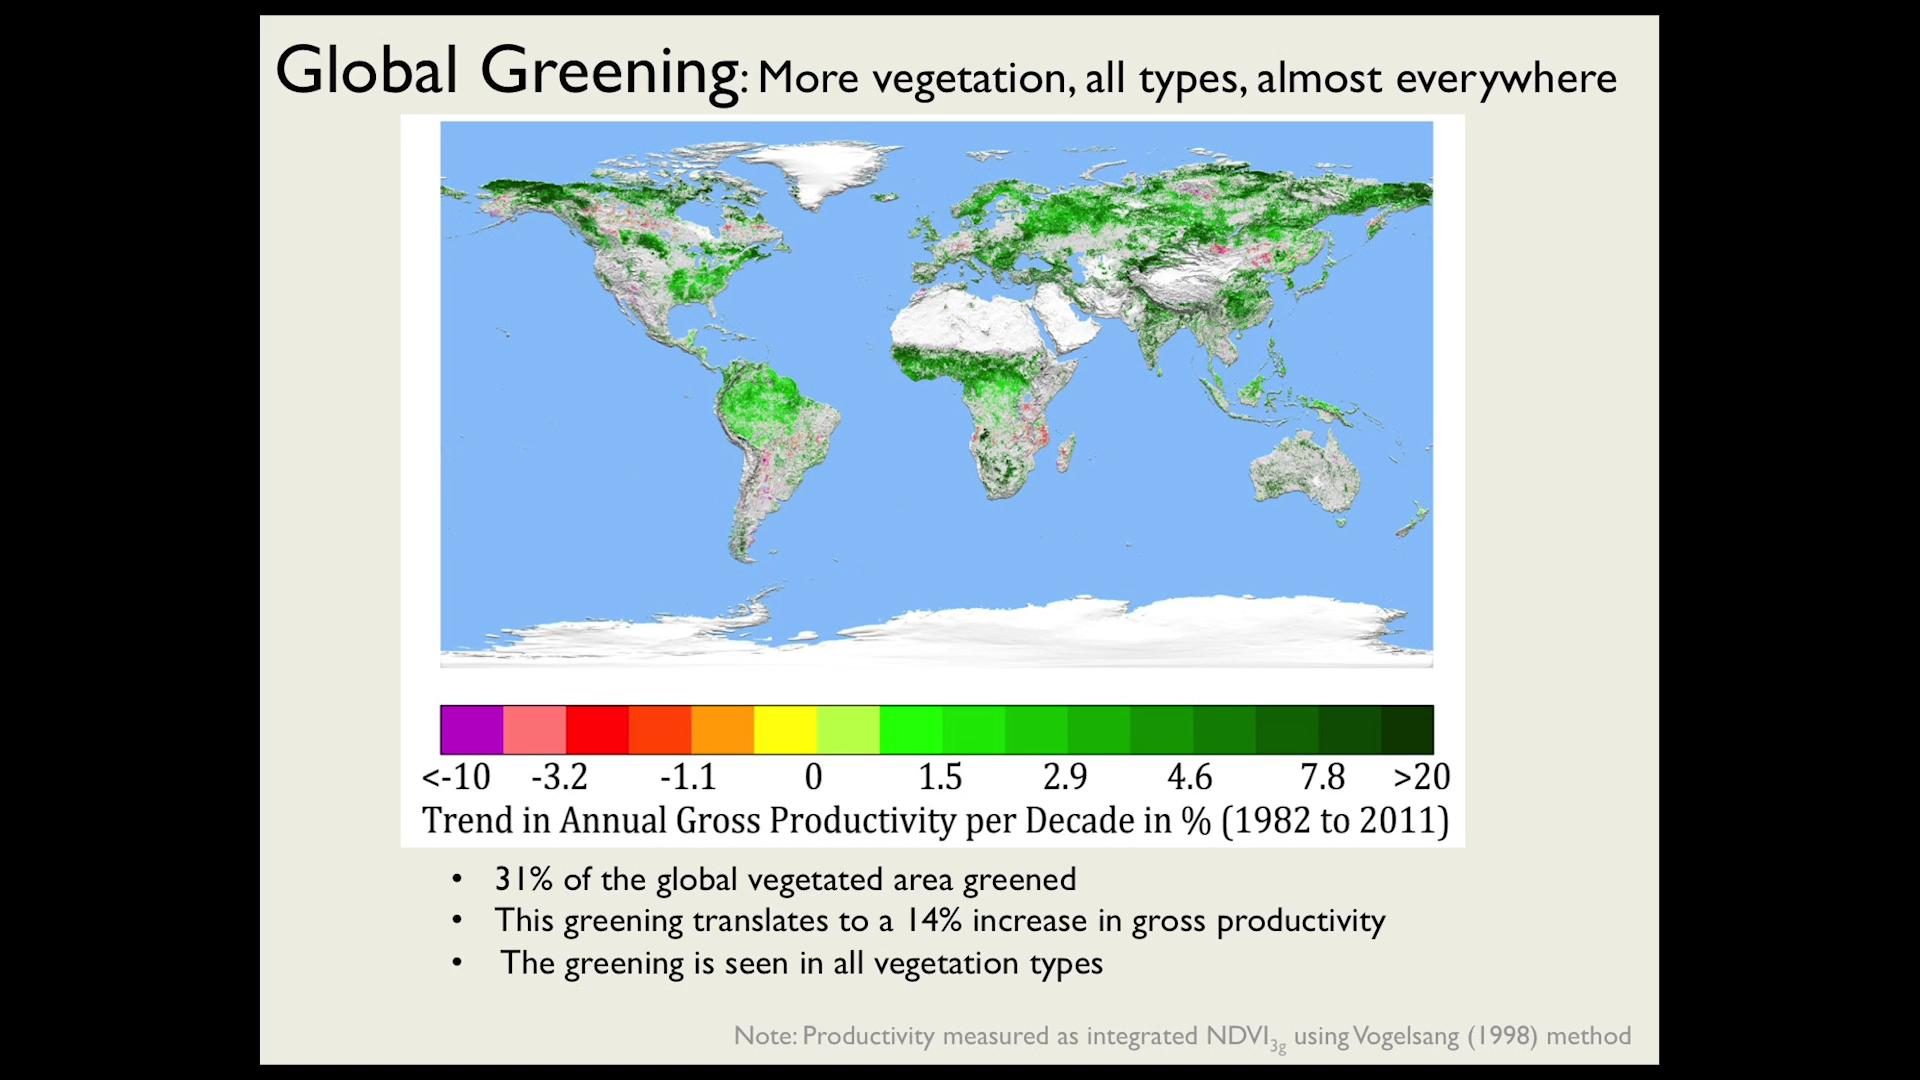 Global Greening: More vegetation, all types, almost everywhere
<-10 -3.2 -1.1 0 1.5 2.9 4.6 7.8 >20
Trend in Annual Gross Productivity per Decade in % (1982 to 2011)
• 31% of the global vegetated area greened
• This greening translates to a 14% increase in gross productivity
• The greening is seen in all vegetation types
Note: Productivity measured as integrated NDVI3g using Vogelsang (1998) method